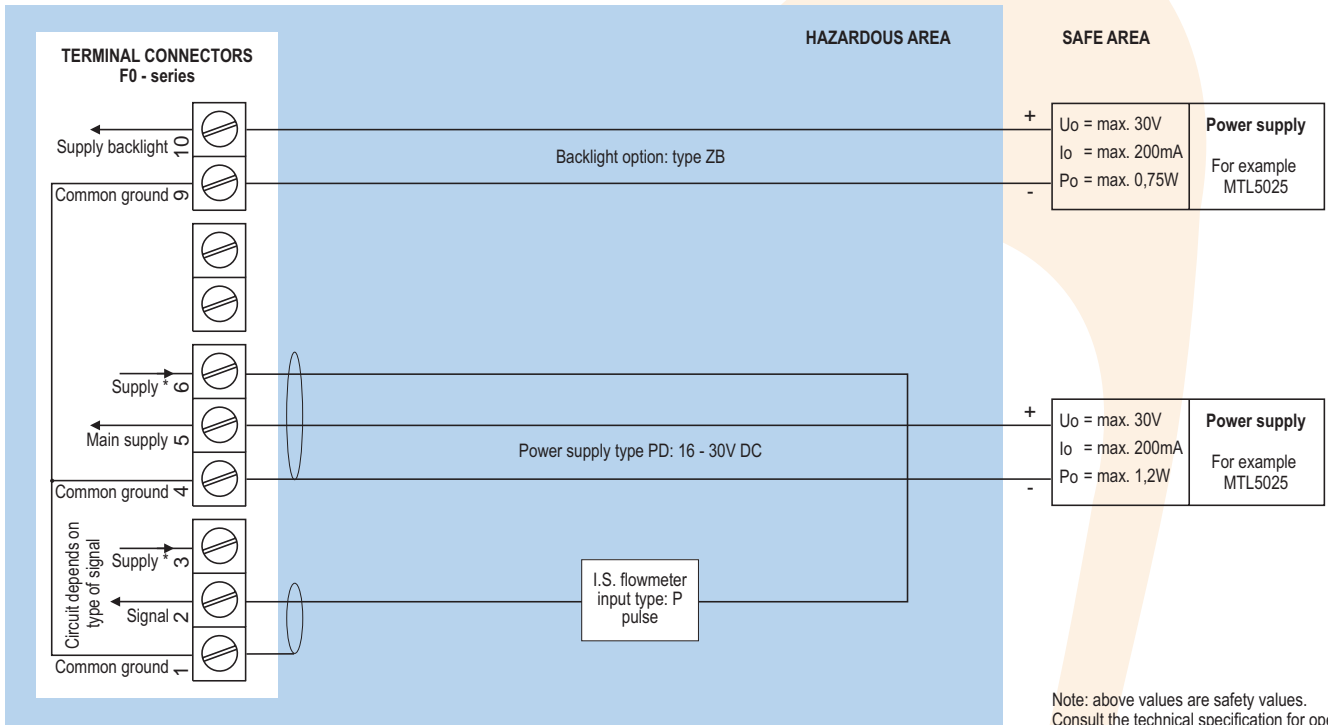 HAZARDOUS AREA
SAFE AREA
TERMINAL CONNECTORS
F0 - series
Supply backlight
10
Common ground
9
Backlight option: type ZB
+
-
Uo = max. 30V
Io = max. 200mA
Po = max. 0,75W
Power supply
For example
MTL5025
Supply *
6
Main supply
5
Common ground
4
Power supply type PD: 16 - 30V DC
+
-
Uo = max. 30V
Io = max. 200mA
Po = max. 1,2W
Power supply
For example
MTL5025
Circuit depends on
type of signal
Supply *
3
Signal
2
Common ground
1
I.S. flowmeter
input type: P
pulse
Note: above values are safety values.
Consult the technical specification for